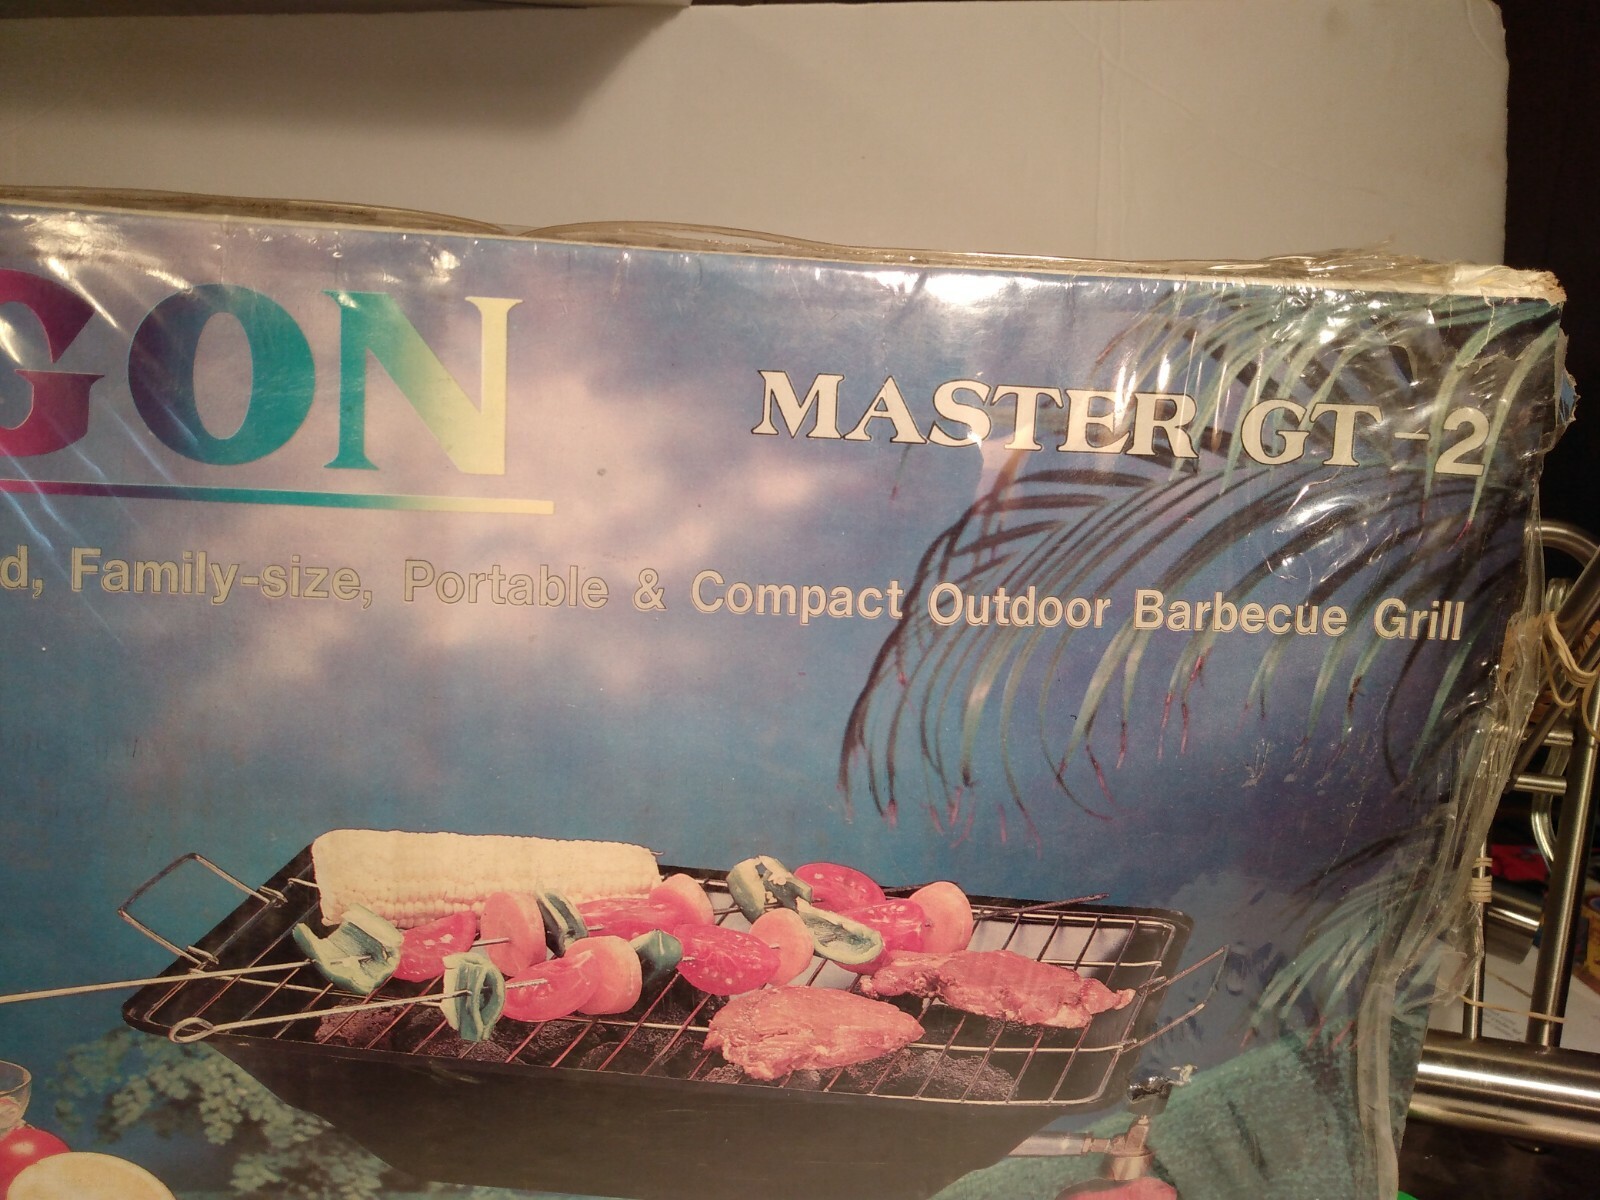 GON
MASTER GT-2
d, Family-size, Portable & Compact Outdoor Barbecue Grill